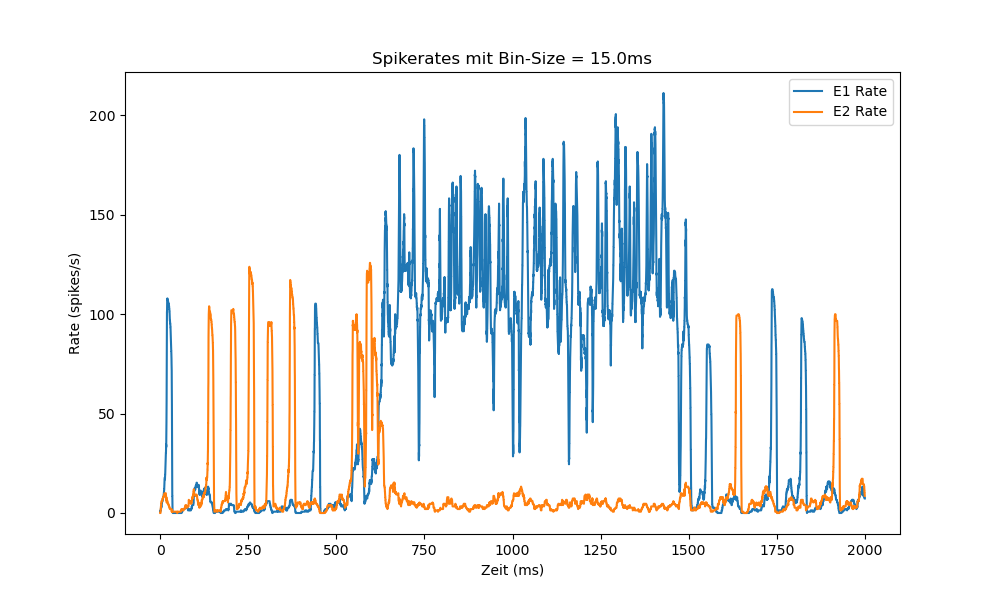 Spikerates mit Bin-Size = 15.0ms
E1 Rate
E2 Rate
Rate (spikes/s)
200
150
100
50
0
0 250 500 750 1000 1250 1500 1750 2000
Zeit (ms)